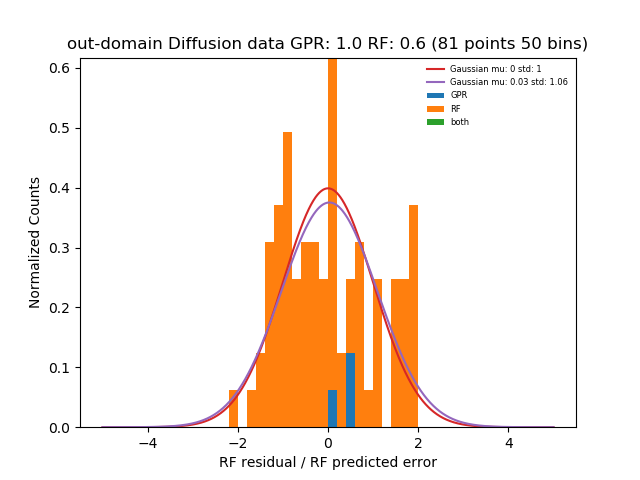 out-domain Diffusion data GPR: 1.0 RF: 0.6 (81 points 50 bins)
Gaussian mu: 0 std: 1
Gaussian mu: 0.03 std: 1.06
GPR
RF
both
Normalized Counts
0.6
0.5
0.4
0.3
0.2
0.1
0.0
−4 −2 0 2 4
RF residual / RF predicted error